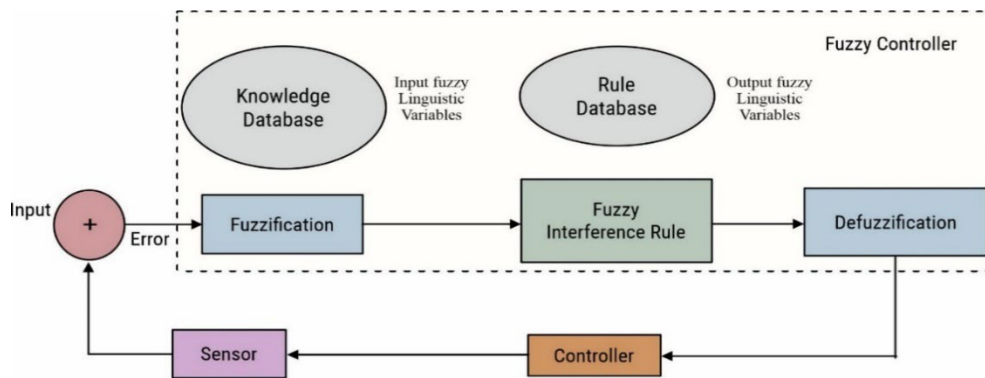 Fuzzy Controller
Knowledge
Database
Input fuzzy
Linguistic
Variables
Rule
Database
Output fuzzy
Linguistic
Variables
Input
+
Error
Fuzzification
Fuzzy
Interference Rule
Defuzzification
Sensor
Controller